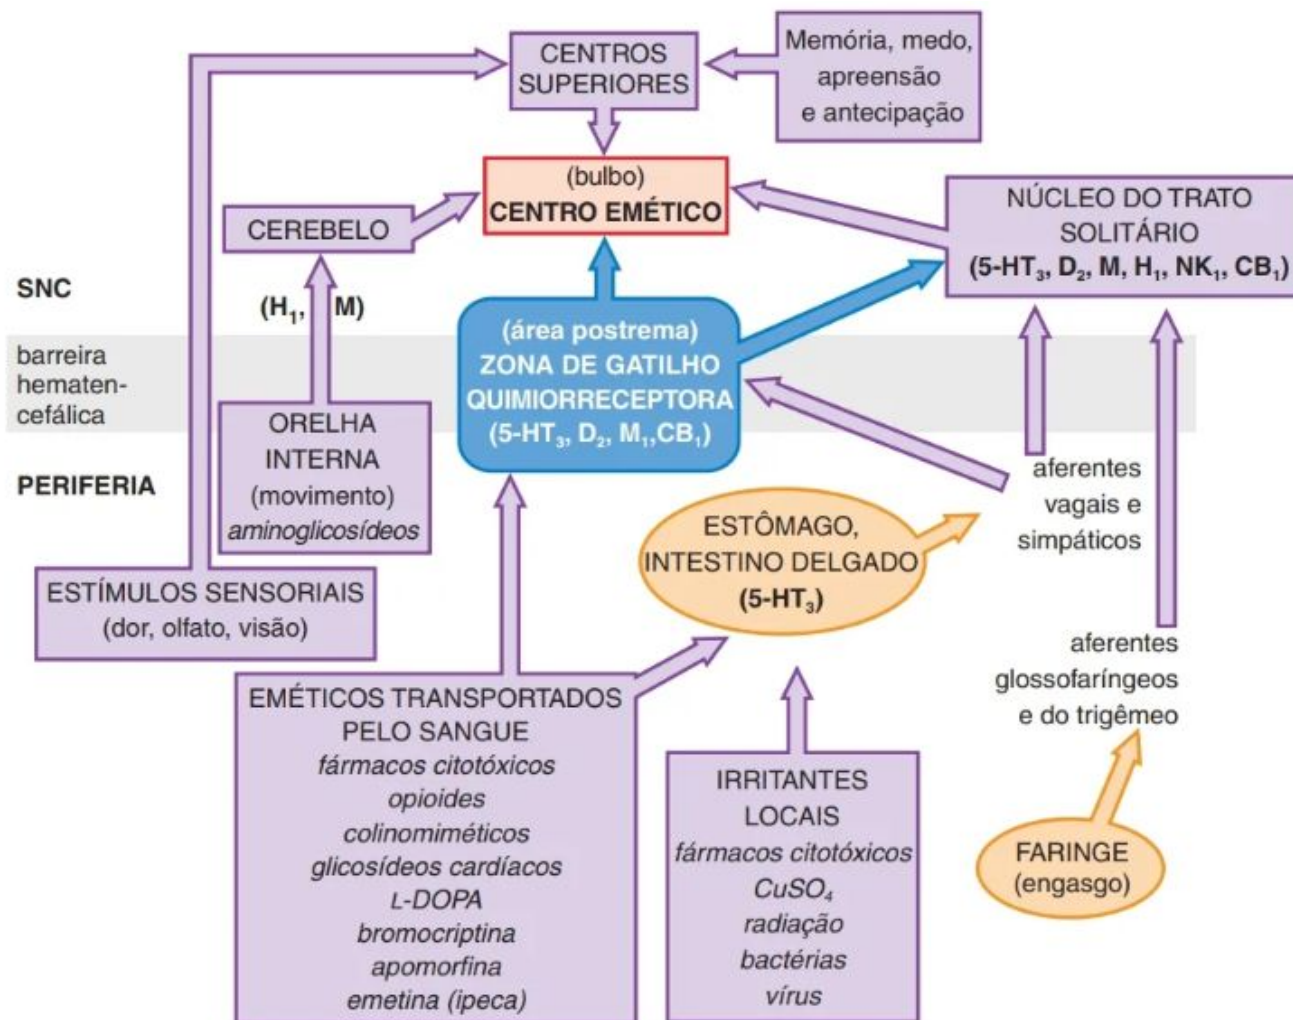 CENTROS
SUPERIORES
Memória, medo,
apreensão
e antecipação
(bulbo)
CENTRO EMÉTICO
NÚCLEO DO TRATO
SOLITÁRIO
(5-HT₃, D₂, M, H₁, NK₁, CB₁)
CEREBELO
SNC
(H₁, M)
barreira
hematen-
cefálica
(área postrema)
ZONA DE GATILHO
QUIMIORRECEPTORA
(5-HT₃, D₂, M₁,CB₁)
ORELHA
INTERNA
(movimento)
aminoglicosídeos
PERIFERIA
aferentes
vagais e
simpáticos
ESTÔMAGO,
INTESTINO DELGADO
(5-HT₃)
ESTÍMULOS SENSORIAIS
(dor, olfato, visão)
aferentes
glossofaríngeos
e do trigêmeo
EMÉTICOS TRANSPORTADOS
PELO SANGUE
fármacos citotóxicos
opioides
colinomiméticos
glicosídeos cardíacos
L-DOPA
bromocriptina
apomorfina
emetina (ipeca)
IRRITANTES
LOCAIS
fármacos citotóxicos
CuSO₄
radiação
bactérias
vírus
FARINGE
(engasgo)